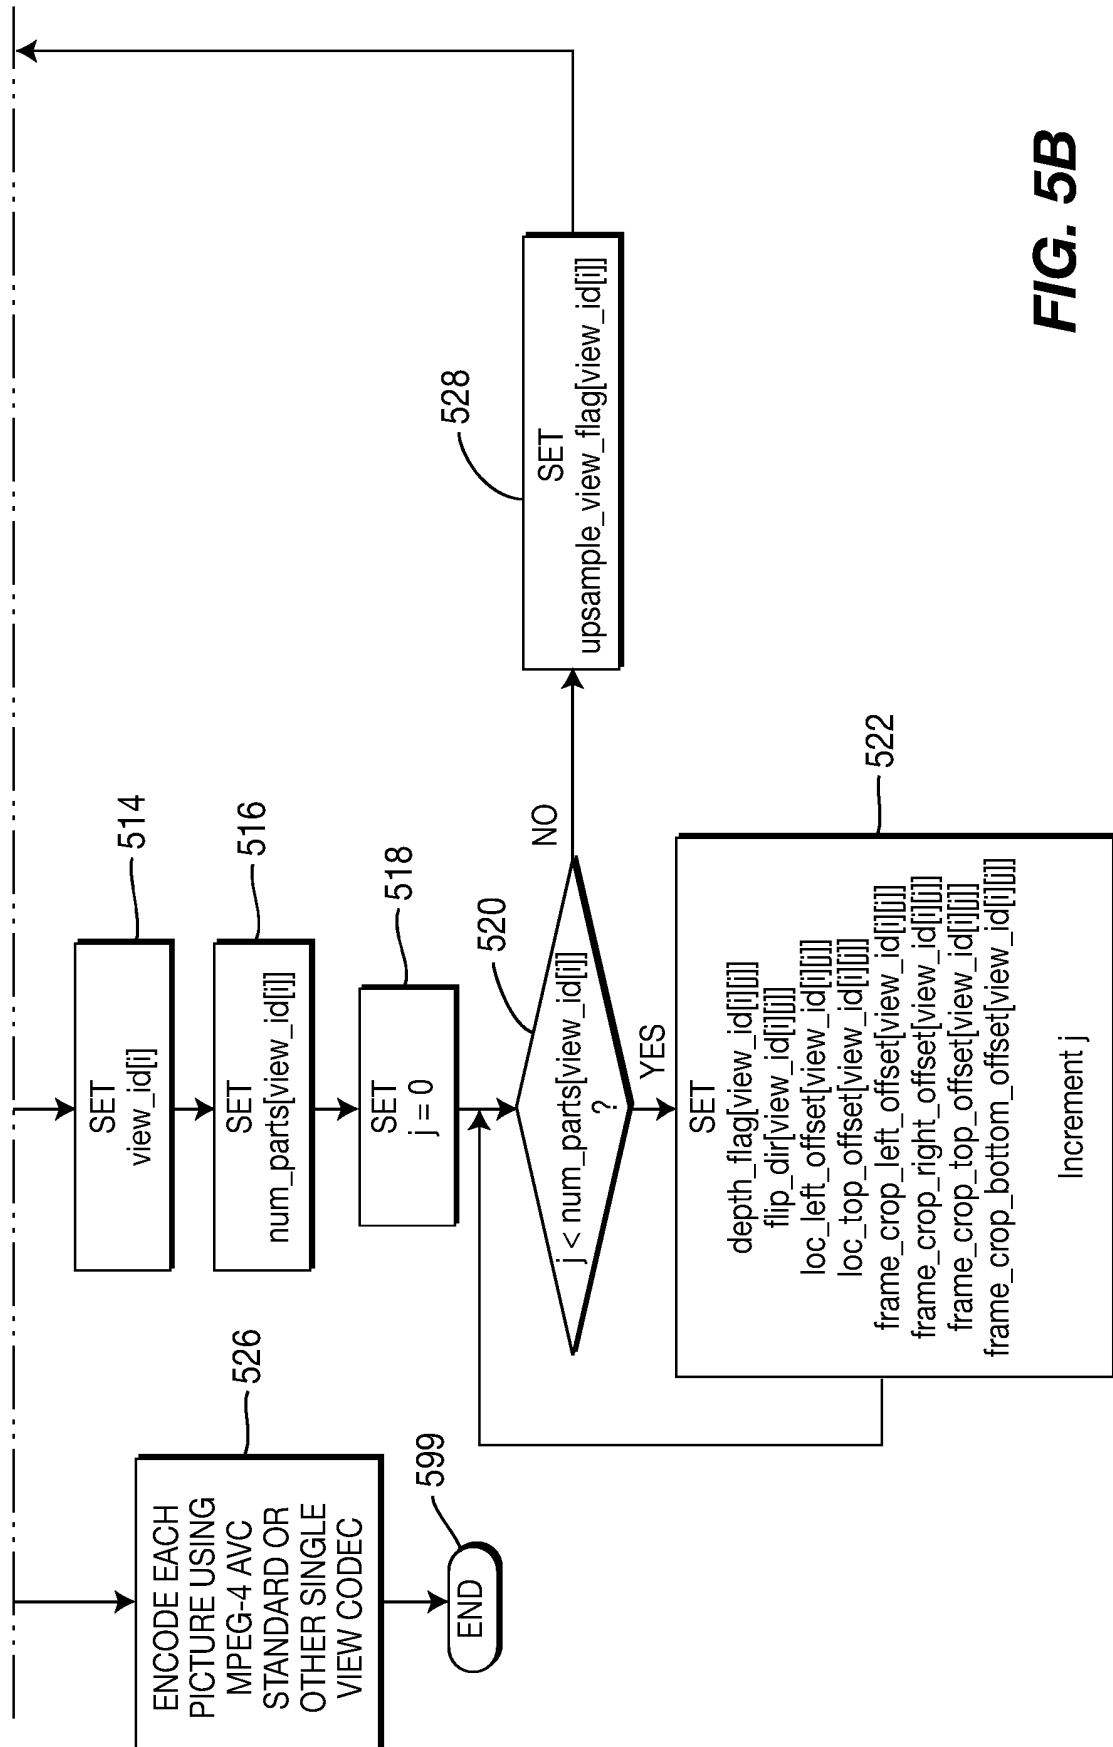 ENCODE EACH
PICTURE USING
MPEG-4 AVC
STANDARD OR
OTHER SINGLE
VIEW CODEC
526
END
599
SET
view_id[i]
514
SET
num_parts[view_id[i]]
516
SET
j = 0
518
j < num_parts[view_id[i]]
?
520
NO
YES
SET
depth_flag[view_id[i][j]]
flip_dir[view_id[i][j]]
loc_left_offset[view_id[i][j]]
loc_top_offset[view_id[i][j]]
frame_crop_left_offset[view_id[i][j]]
frame_crop_right_offset[view_id[i][j]]
frame_crop_top_offset[view_id[i][j]]
frame_crop_bottom_offset[view_id[i][j]]
Increment j
522
SET
upsample_view_flag[view_id[i]]
528
FIG. 5B